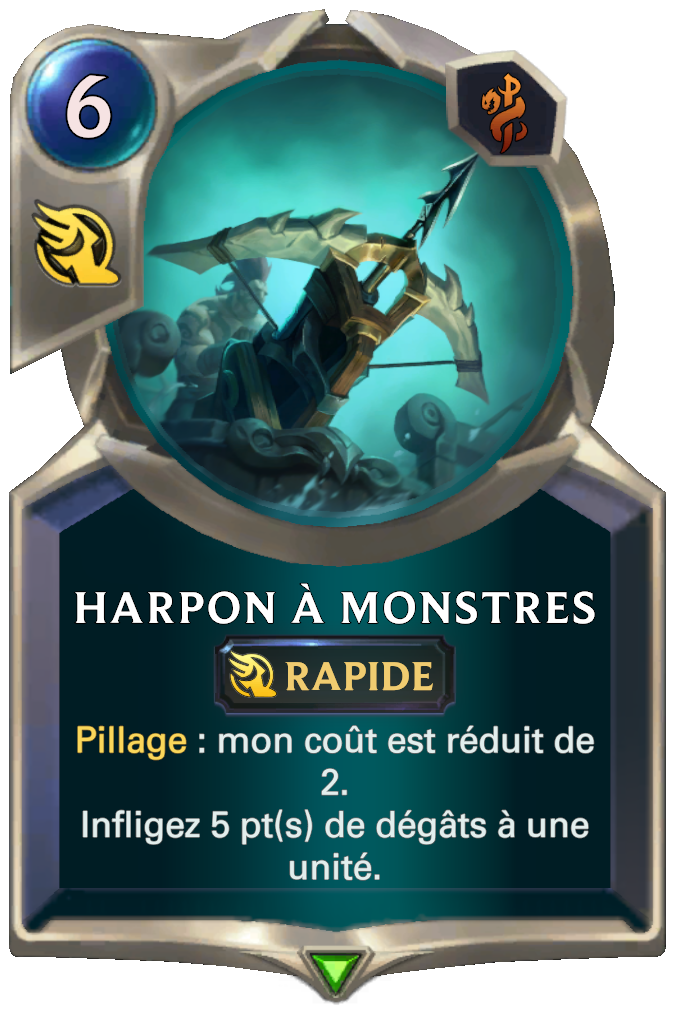 6
HARPON À MONSTRES
RAPIDE
Pillage : mon coût est réduit de
2.
Infligez 5 pt(s) de dégâts à une
unité.